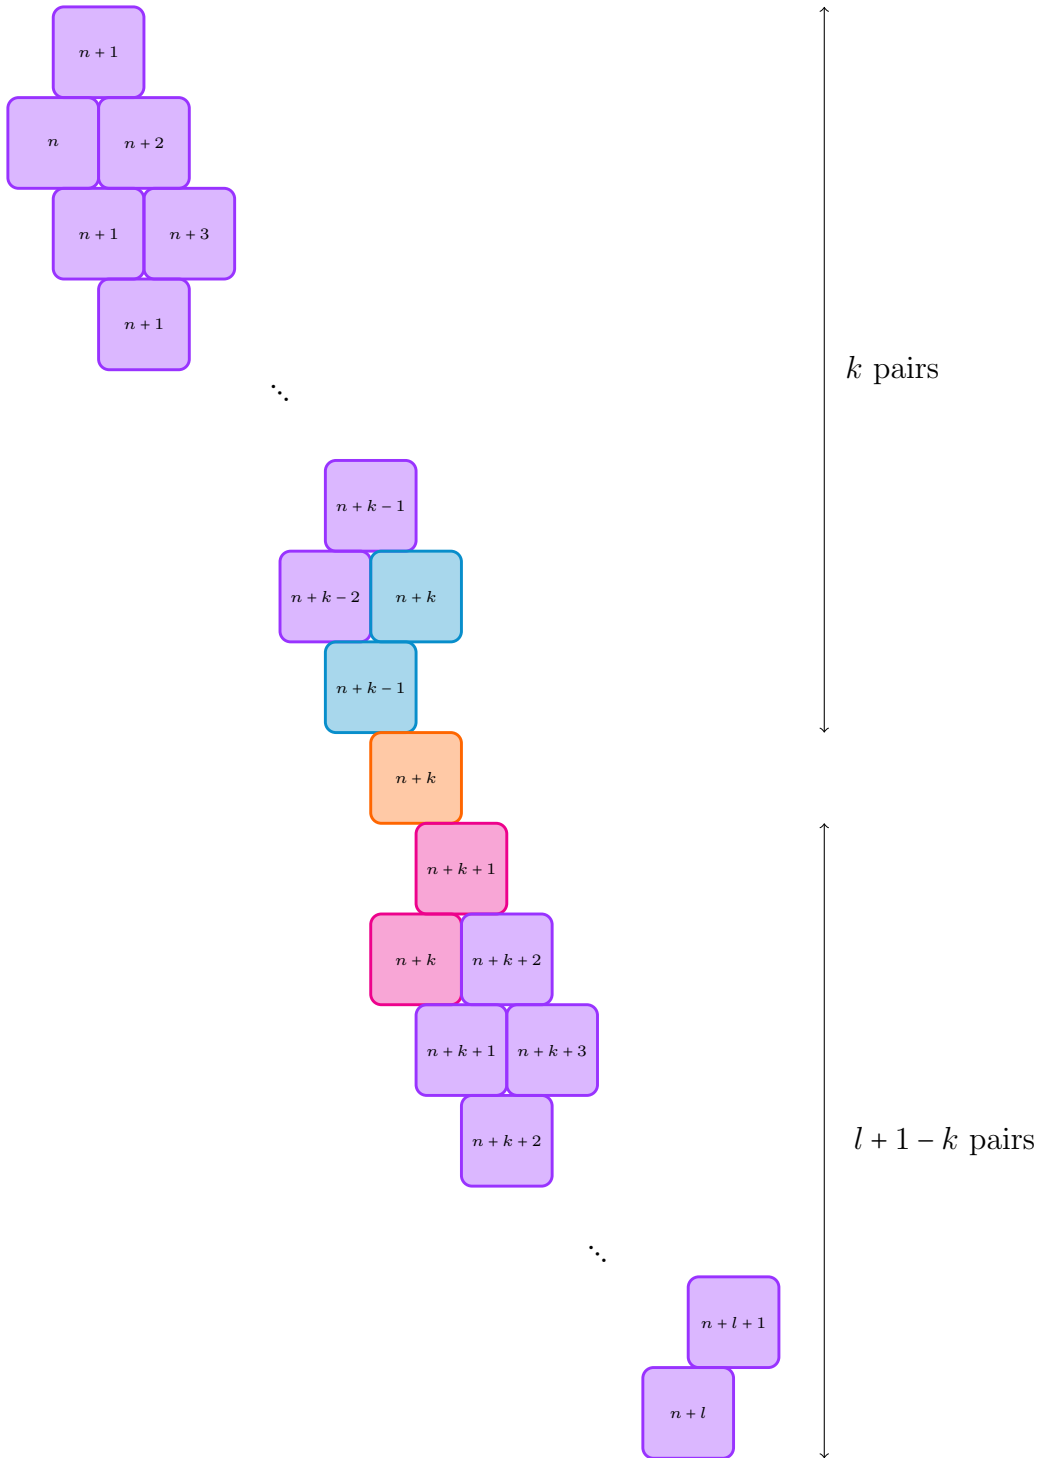 n + 1
n n + 2
n + 1 n + 3
n + 1
k pairs
⋱
n + k − 1
n + k − 2 n + k
n + k − 1
n + k
n + k + 1
n + k n + k + 2
n + k + 1 n + k + 3
n + k + 2
l + 1 − k pairs
⋱
n + l + 1
n + l